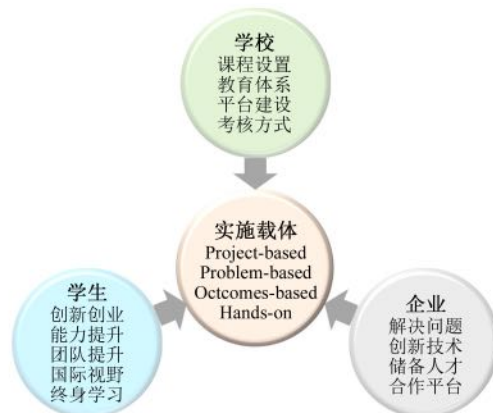 学校
课程设置
教育体系
平台建设
考核方式
实施载体
Project-based
Problem-based
Octcomes-based
Hands-on
学生
创新创业
能力提升
团队提升
国际视野
终身学习
企业
解决问题
创新技术
储备人才
合作平台